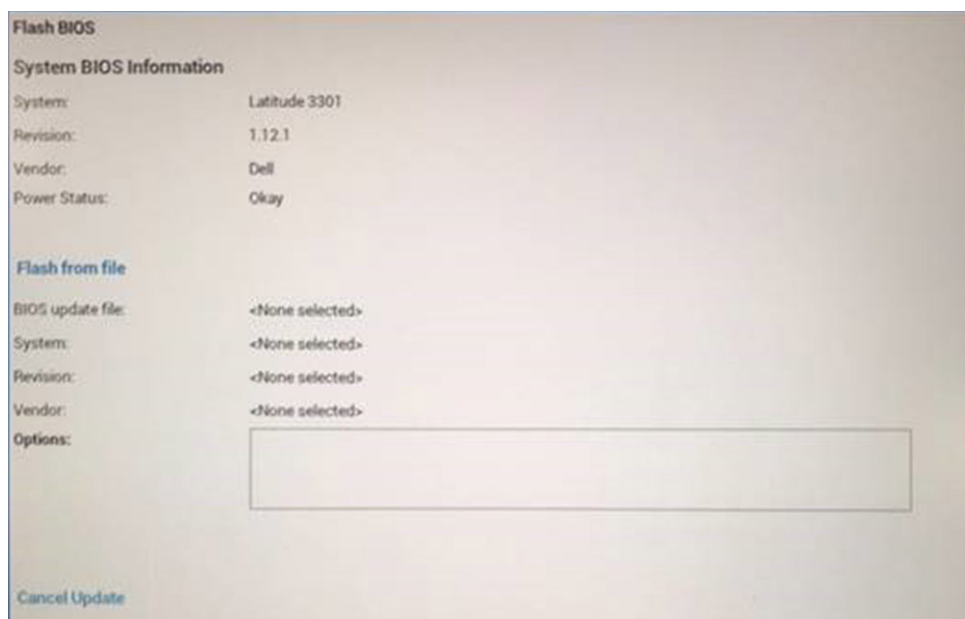 Flash BIOS
System BIOS Information
System: Latitude 3301
Revision: 1.12.1
Vendor: Dell
Power Status: Okay
Flash from file
BIOS update file: <None selected>
System: <None selected>
Revision: <None selected>
Vendor: <None selected>
Options:
Cancel Update